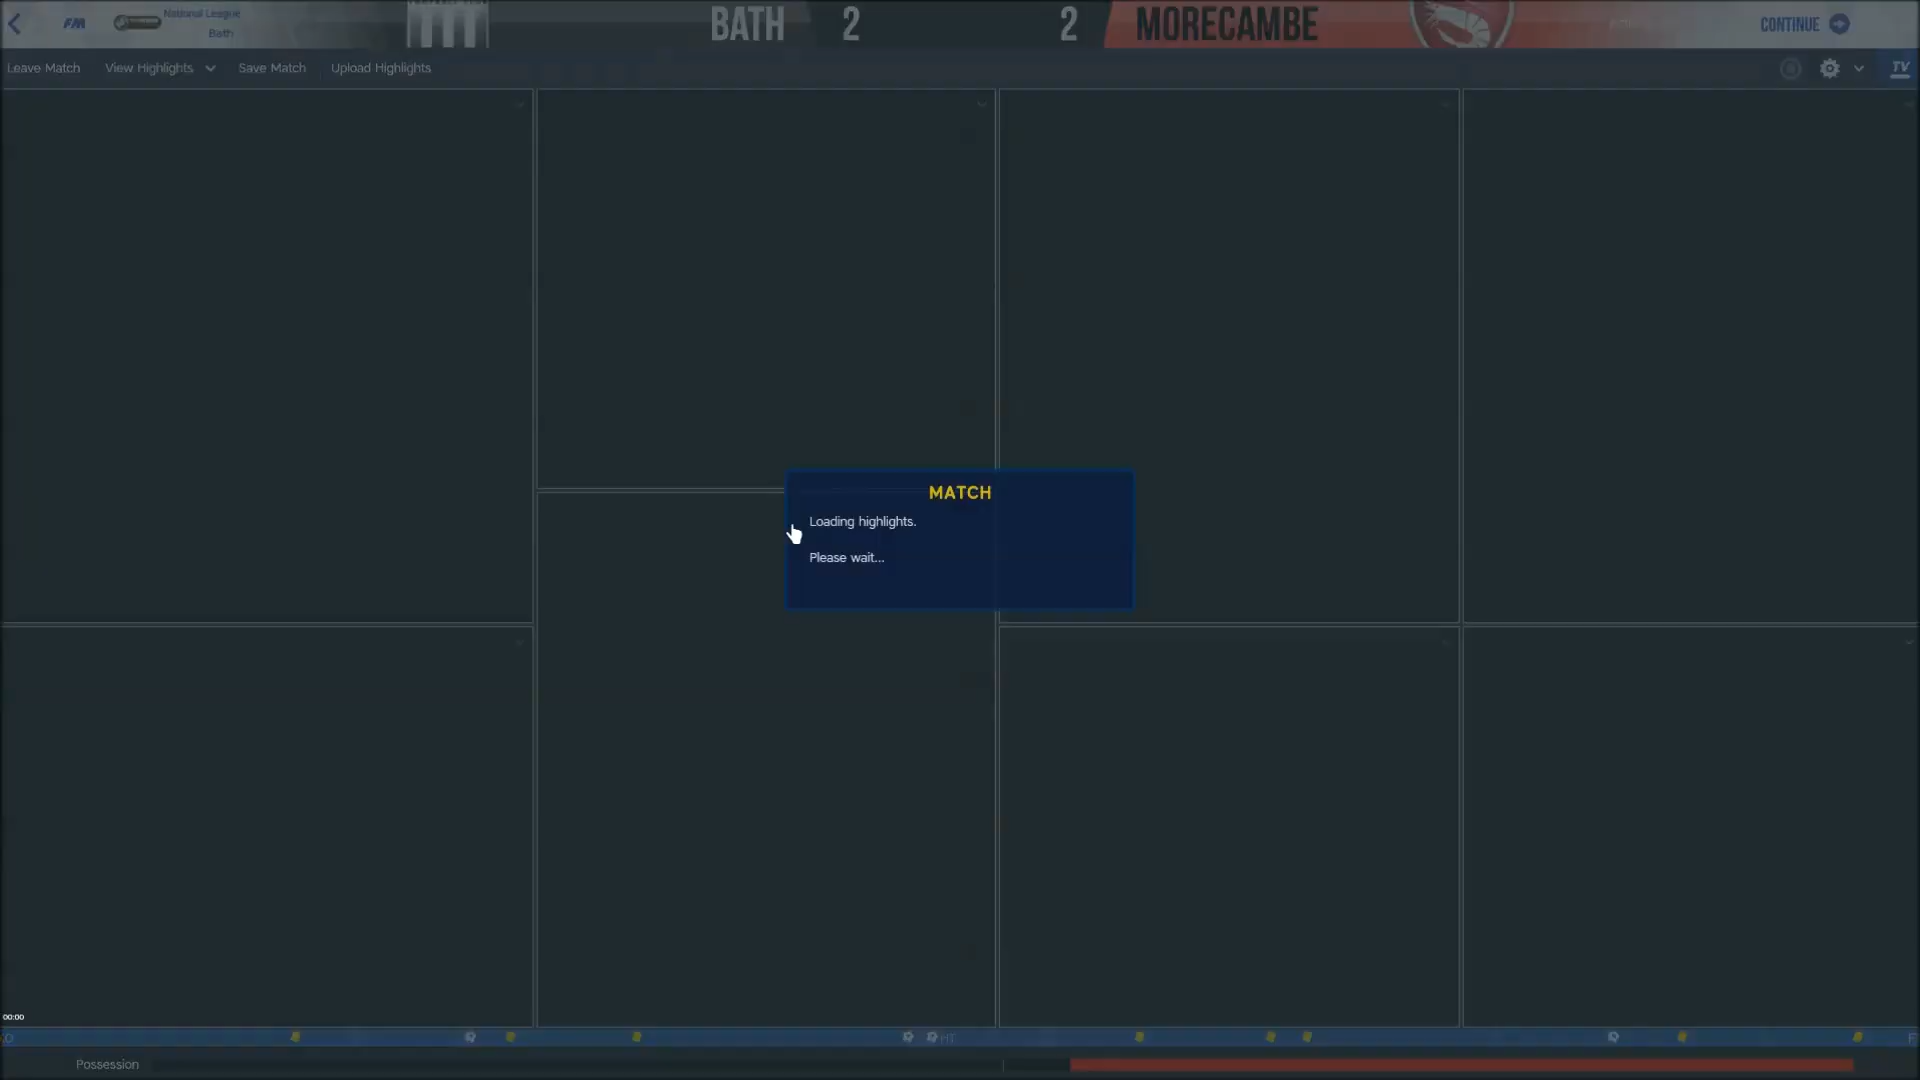 FM
National League
Bath
BATH 2
2 MORECAMBE
CONTINUE
Leave Match
View Highlights
Save Match
Upload Highlights
TV
MATCH
Loading highlights.
Please wait...
00:00
HT
Possession